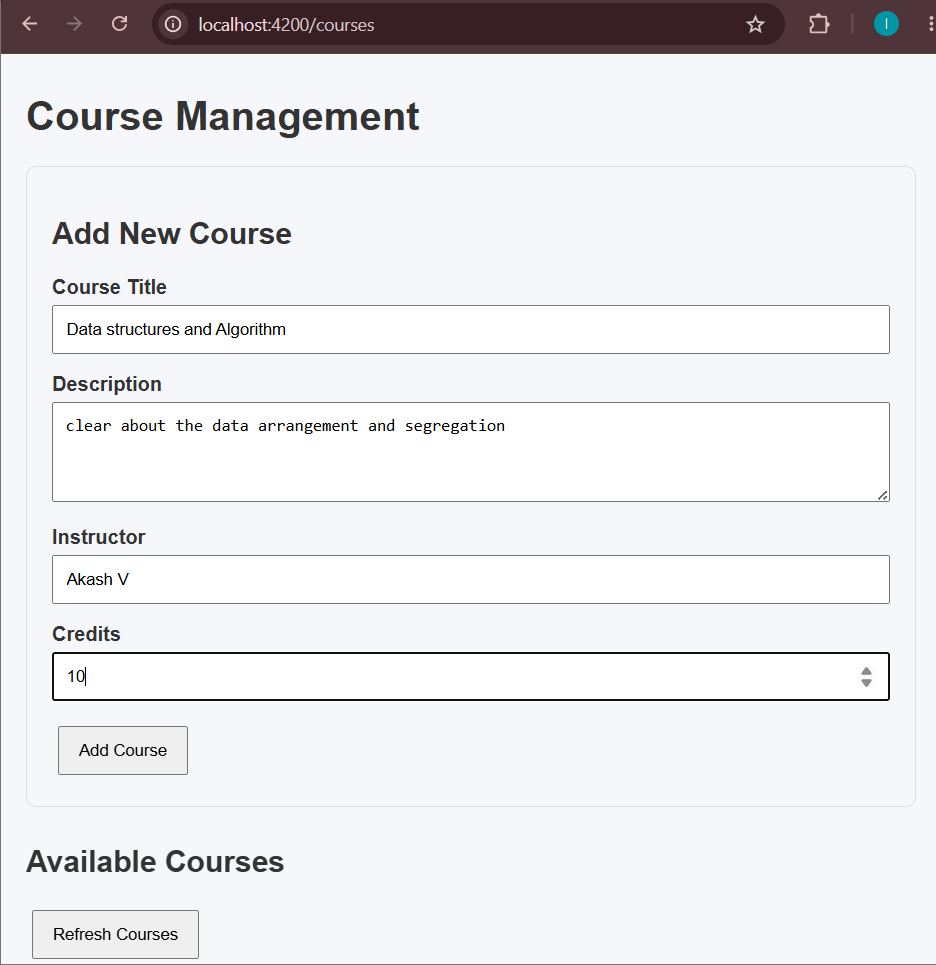 localhost:4200/courses
I
Course Management
Add New Course
Course Title
Data structures and Algorithm
Description
clear about the data arrangement and segregation
Instructor
Akash V
Credits
10
Add Course
Available Courses
Refresh Courses